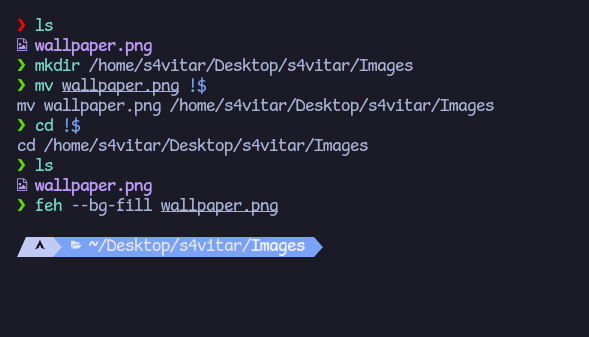 ❯ ls
wallpaper.png
❯ mkdir /home/s4vitar/Desktop/s4vitar/Images
❯ mv wallpaper.png !$
mv wallpaper.png /home/s4vitar/Desktop/s4vitar/Images
❯ cd !$
cd /home/s4vitar/Desktop/s4vitar/Images
❯ ls
wallpaper.png
❯ feh --bg-fill wallpaper.png
~/Desktop/s4vitar/Images